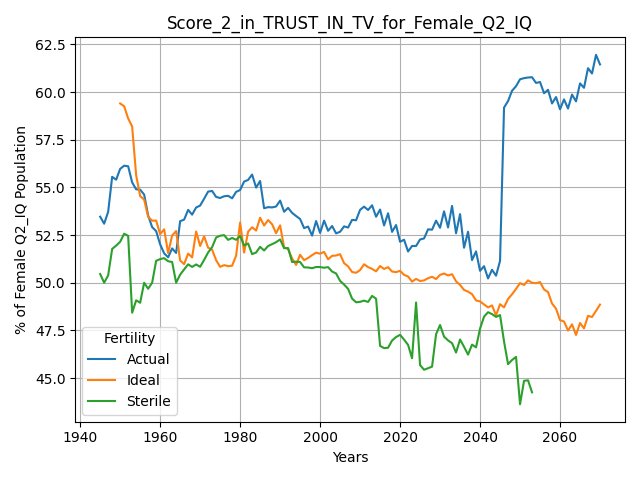 Score_2_in_TRUST_IN_TV_for_Female_Q2_IQ
% of Female Q2_IQ Population
62.5
60.0
57.5
55.0
52.5
50.0
47.5
45.0
Fertility
Actual
Ideal
Sterile
1940 1960 1980 2000 2020 2040 2060
Years